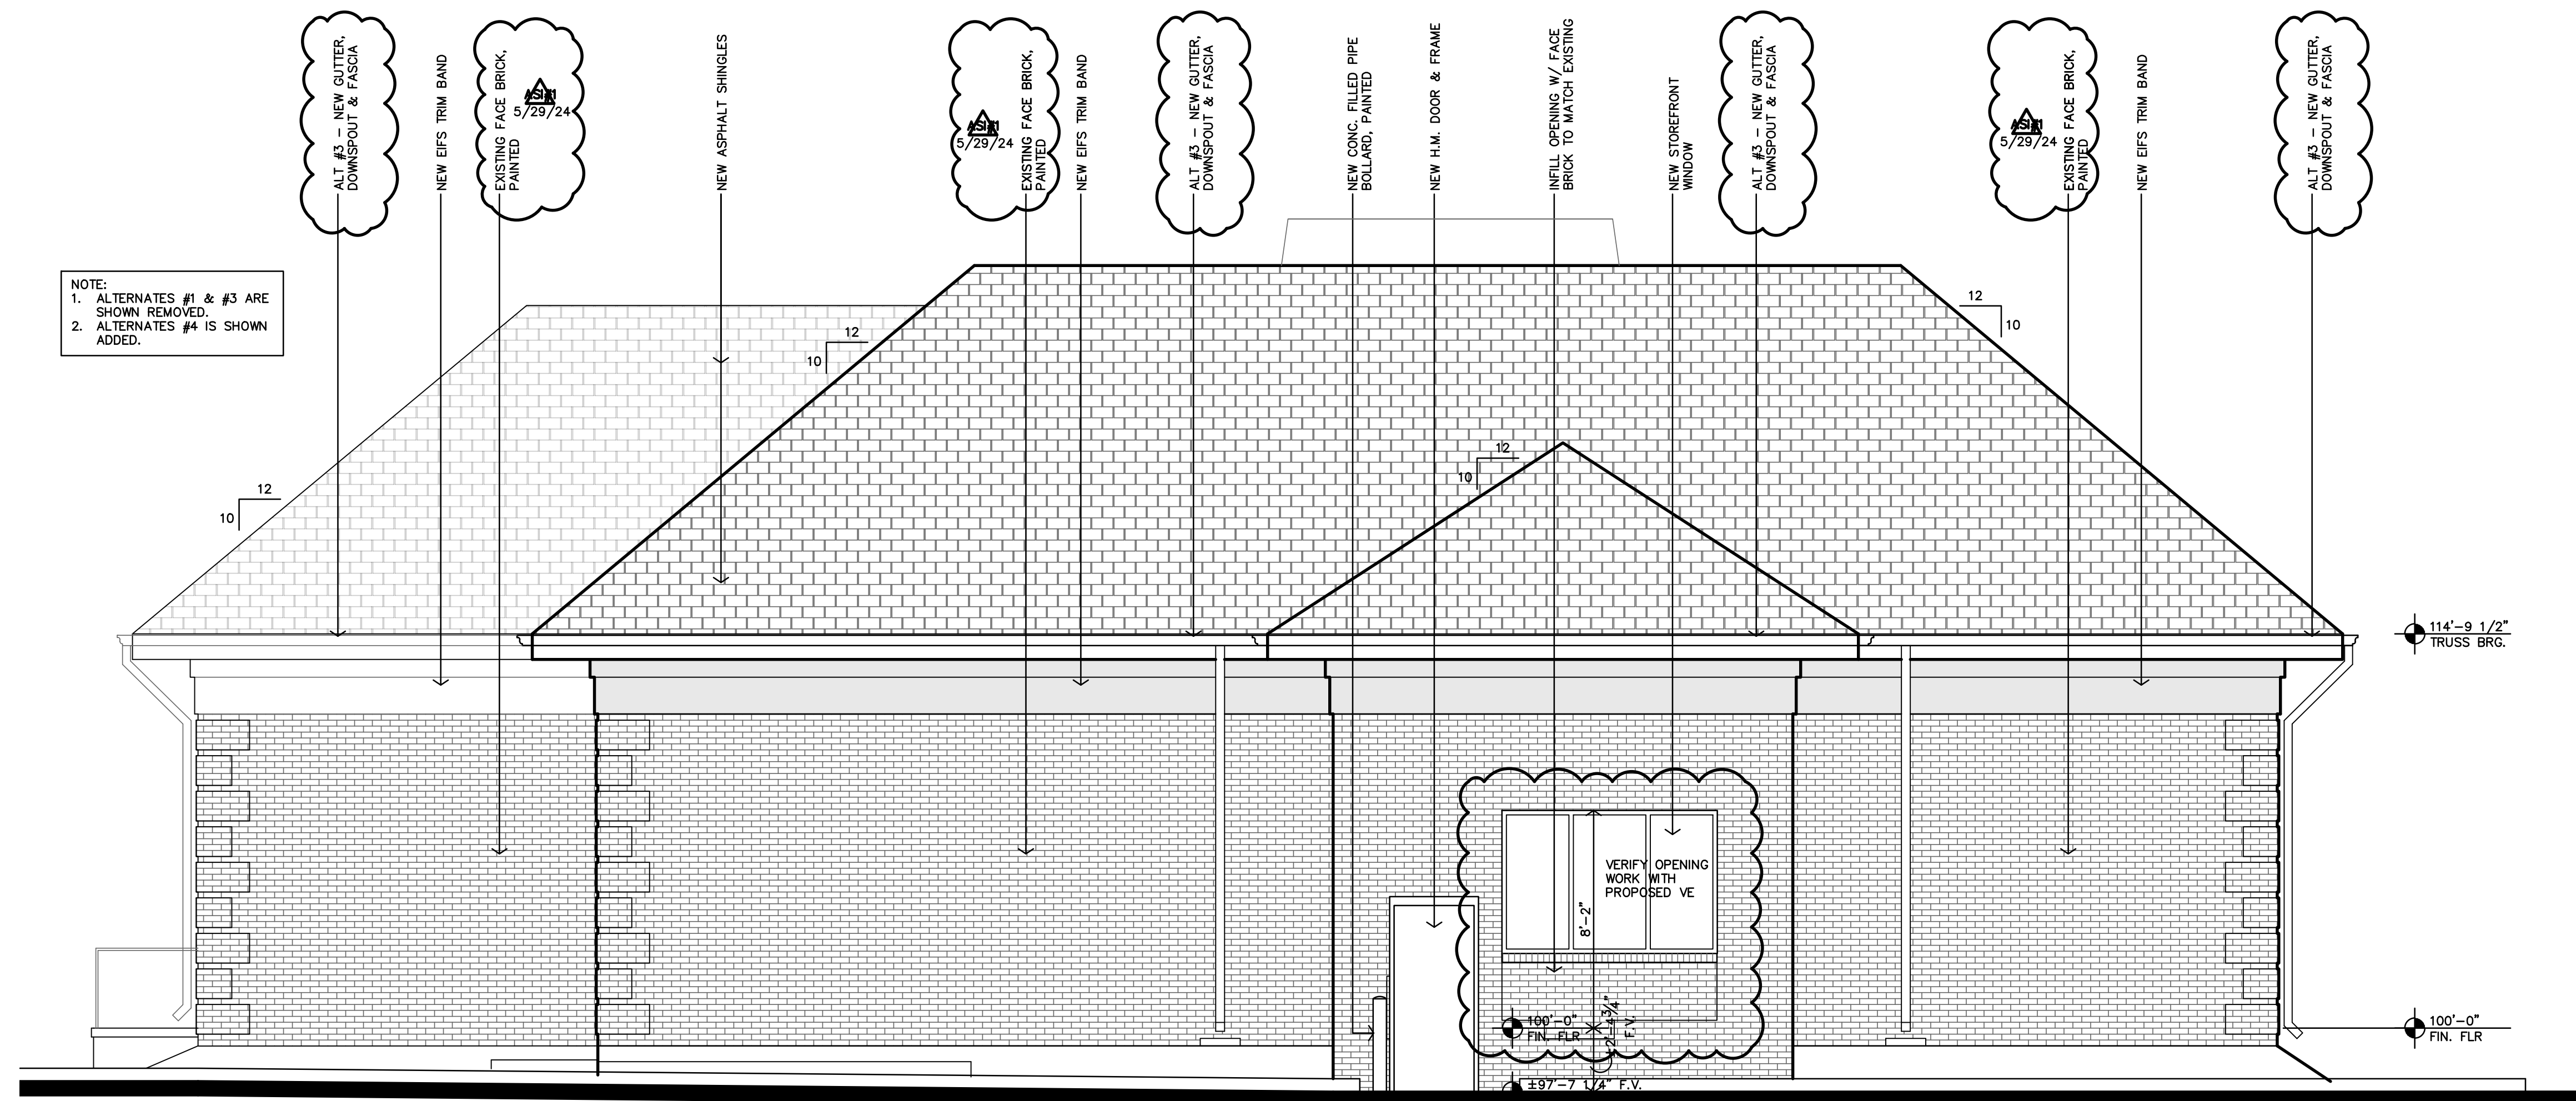 ALT #3 – NEW GUTTER,
DOWNSPOUT & FASCIA
NEW EIFS TRIM BAND
EXISTING FACE BRICK,
PAINTED
ASI#1
5/29/24
NEW ASPHALT SHINGLES
ASI#1
5/29/24
EXISTING FACE BRICK,
PAINTED
NEW EIFS TRIM BAND
ALT #3 – NEW GUTTER,
DOWNSPOUT & FASCIA
NEW CONC. FILLED PIPE
BOLLARD, PAINTED
NEW H.M. DOOR & FRAME
INFILL OPENING W/ FACE
BRICK TO MATCH EXISTING
NEW STOREFRONT
WINDOW
ALT #3 – NEW GUTTER,
DOWNSPOUT & FASCIA
ASI#1
5/29/24
EXISTING FACE BRICK,
PAINTED
NEW EIFS TRIM BAND
ALT #3 – NEW GUTTER,
DOWNSPOUT & FASCIA
NOTE:
1. ALTERNATES #1 & #3 ARE
SHOWN REMOVED.
2. ALTERNATES #4 IS SHOWN
ADDED.
12
10
12
10
12
10
12
10
114'-9 1/2"
TRUSS BRG.
VERIFY OPENING
WORK WITH
PROPOSED VE
8'-2"
100'-0"
FIN. FLR
±2'-4¾"
F.V.
±97'-7 1/4" F.V.
100'-0"
FIN. FLR